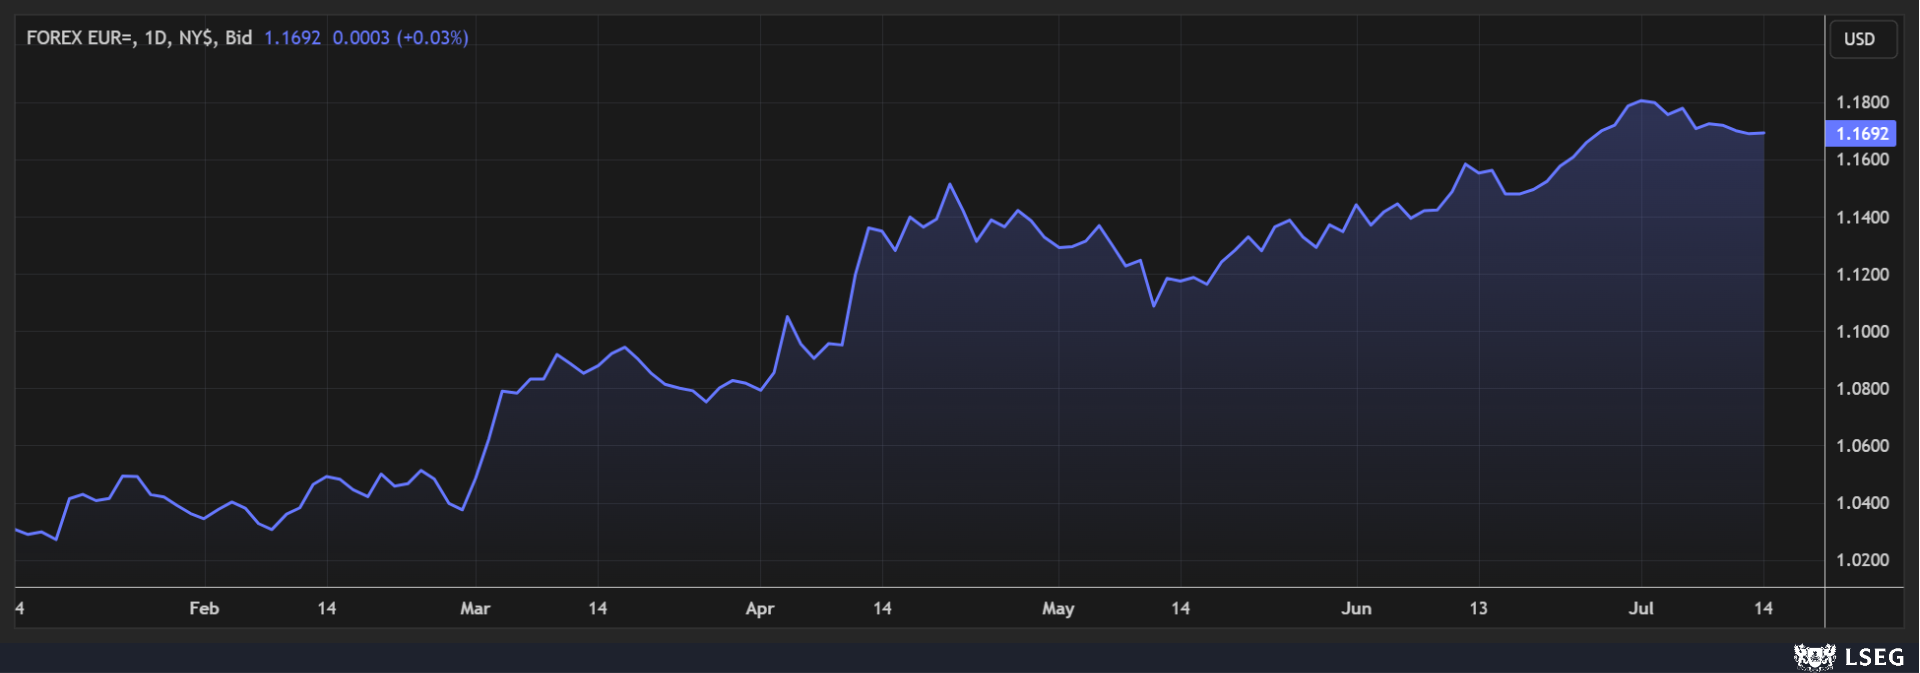 FOREX EUR=, 1D, NY$, Bid 1.1692 0.0003 (+0.03%)
USD
1.1800
1.1692
1.1600
1.1400
1.1200
1.1000
1.0800
1.0600
1.0400
1.0200
4 Feb 14 Mar 14 Apr 14 May 14 Jun 13 Jul 14
LSEG